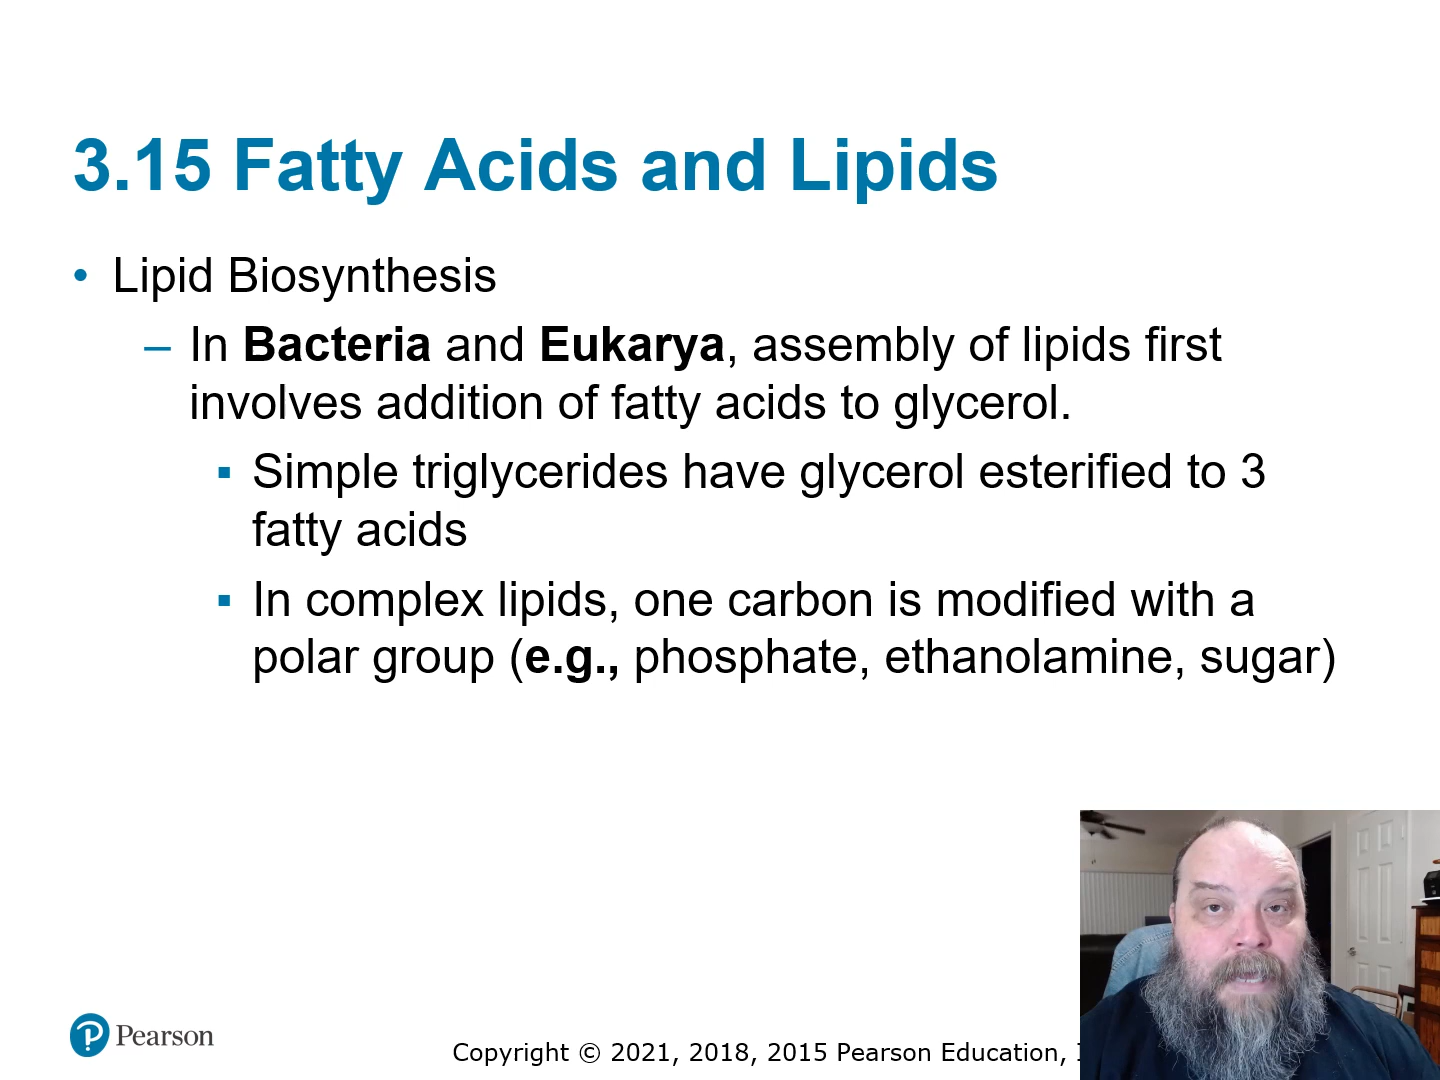 3.15 Fatty Acids and Lipids
• Lipid Biosynthesis
– In Bacteria and Eukarya, assembly of lipids first
involves addition of fatty acids to glycerol.
▪ Simple triglycerides have glycerol esterified to 3
fatty acids
▪ In complex lipids, one carbon is modified with a
polar group (e.g., phosphate, ethanolamine, sugar)
Pearson
Copyright © 2021, 2018, 2015 Pearson Education,